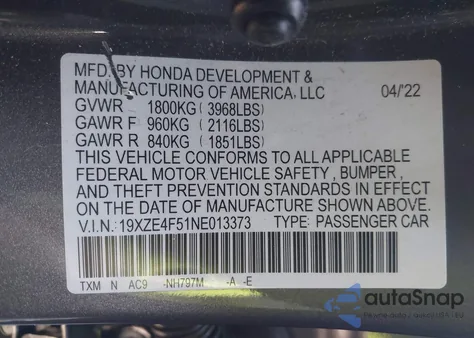 MFD. BY HONDA DEVELOPMENT &
MANUFACTURING OF AMERICA, LLC 04/'22
GVWR 1800KG ( 3968LBS)
GAWR F 960KG ( 2116LBS)
GAWR R 840KG ( 1851LBS)
THIS VEHICLE CONFORMS TO ALL APPLICABLE
FEDERAL MOTOR VEHICLE SAFETY , BUMPER ,
AND THEFT PREVENTION STANDARDS IN EFFECT
ON THE DATE OF MANUFACTURE SHOWN ABOVE.
V.I.N.:19XZE4F51NE013373 TYPE: PASSENGER CAR
TXM N AC9 -NH797M -A -E
autoSnap